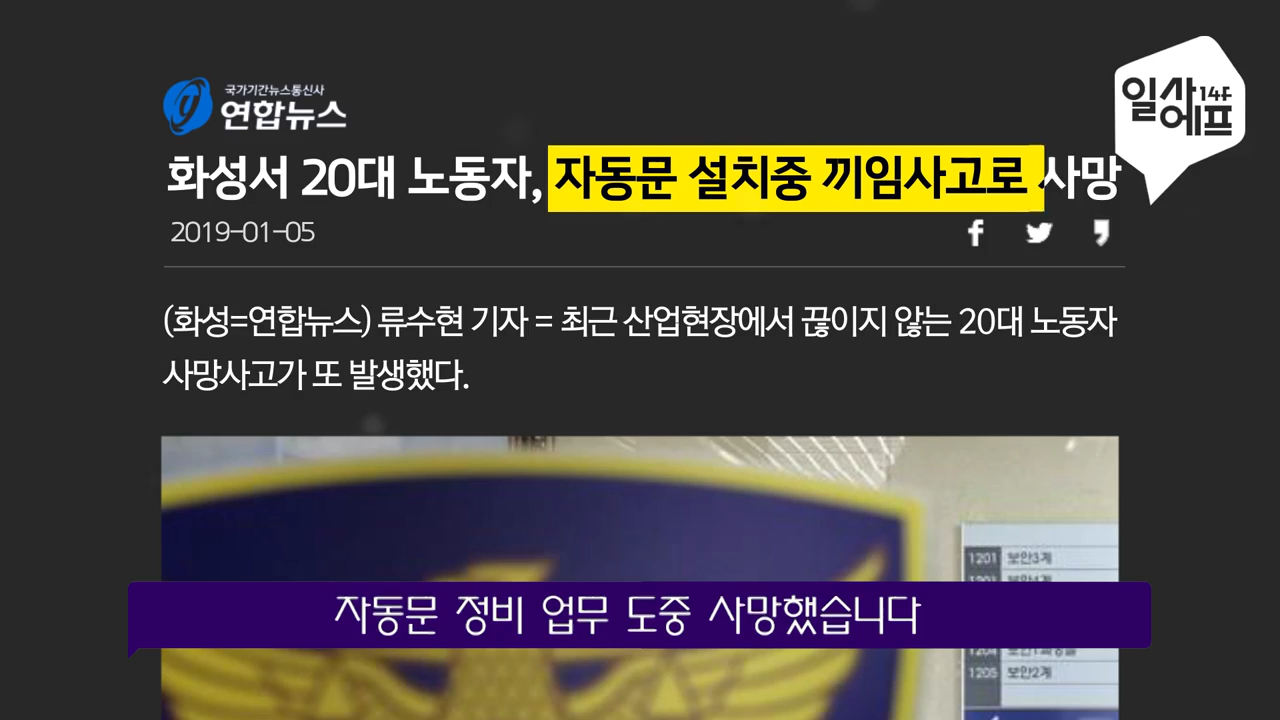 국가기간뉴스통신사
연합뉴스
일사 14F
에프
화성서 20대 노동자, 자동문 설치중 끼임사고로 사망
2019-01-05
(화성=연합뉴스) 류수현 기자 = 최근 산업현장에서 끊이지 않는 20대 노동자
사망사고가 또 발생했다.
1201 보안3계
자동문 정비 업무 도중 사망했습니다
1205 보안2계